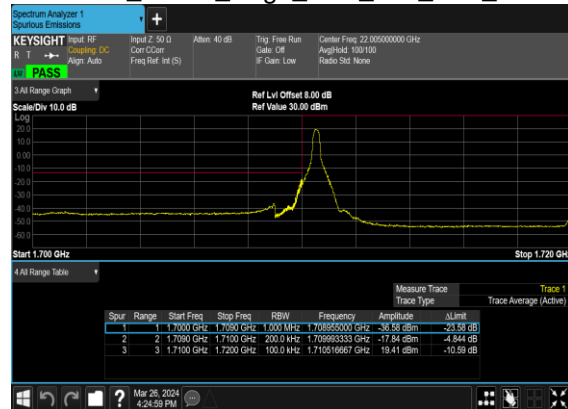 Spectrum Analyzer 1
Spurious Emissions
KEYSIGHT Input: RF Input Z: 50 Ω Atten: 40 dB Trig: Free Run Center Freq: 22.005000000 GHz
R T Coupling: DC Corr CCorr Gate: Off Avg|Hold: 100/100
Align: Auto Freq Ref: Int (S) IF Gain: Low Radio Std: None
PASS
3 All Range Graph
Ref Lvl Offset 8.00 dB
Scale/Div 10.0 dB Ref Value 30.00 dBm
Log
20.0
10.0
0.00
-10.0
-20.0
-30.0
-40.0
-50.0
-60.0
Start 1.700 GHz Stop 1.720 GH
4 All Range Table
Measure Trace Trace 1
Trace Type Trace Average (Active)
Spur Range Start Freq Stop Freq RBW Frequency Amplitude ΔLimit
1 1 1.7000 GHz 1.7090 GHz 1.000 MHz 1.708955000 GHz -36.58 dBm -23.58 dB
2 2 1.7090 GHz 1.7100 GHz 200.0 kHz 1.709993333 GHz -17.84 dBm -4.844 dB
3 3 1.7100 GHz 1.7200 GHz 100.0 kHz 1.710516667 GHz 19.41 dBm -10.59 dB
? Mar 26, 2024
4:24:59 PM